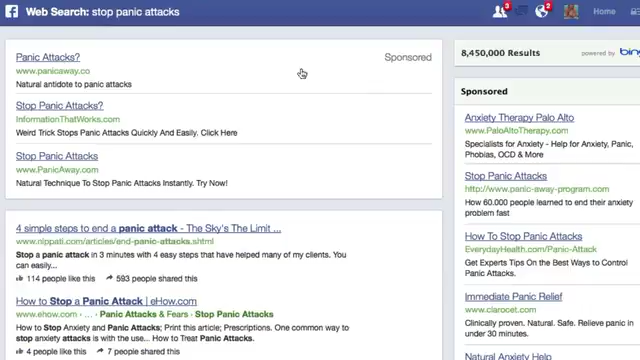 Web Search: stop panic attacks
3
2
Home
Panic Attacks?
Sponsored
www.panicaway.co
Natural antidote to panic attacks
Stop Panic Attacks?
InformationThatWorks.com
Weird Trick Stops Panic Attacks Quickly And Easily. Click Here
Stop Panic Attacks
www.PanicAway.com
Natural Technique To Stop Panic Attacks Instantly. Try Now!
4 simple steps to end a panic attack - The Sky's The Limit ...
www.nippati.com/articles/end-panic-attacks.shtml
Stop a panic attack in 3 minutes with 4 easy steps that have helped many of my clients. You
can easily...
114 people like this
593 people shared this
How to Stop a Panic Attack | eHow.com
www.ehow.com › ... › Panic Attacks & Fears › Stop Panic Attacks
How to Stop Anxiety and Panic Attacks; Print this article; Prescriptions. One common way to
stop anxiety attacks is with the use... How to Treat Panic Attacks.
4 people like this
7 people shared this
8,450,000 Results
powered by bing
Sponsored
Anxiety Therapy Palo Alto
www.PaloAltoTherapy.com
Specialists for Anxiety - Help for Anxiety, Panic,
Phobias, OCD & More
Stop Panic Attacks
http://www.panic-away-program.com
How 60.000 people learned to end their anxiety
problem fast
How To Stop Panic Attacks
EverydayHealth.com/Panic-Attack
Get Experts Tips On the Best Ways to Control
Panic Attacks.
Immediate Panic Relief
www.clarocet.com
Clinically proven. Natural. Safe. Relieve panic in
under 30 minutes.
Natural Anxiety Help